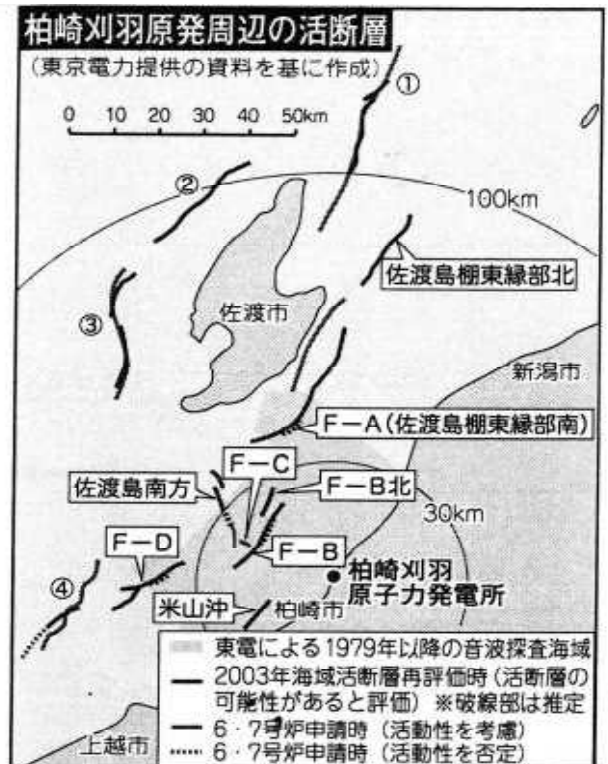 柏崎刈羽原発周辺の活断層
(東京電力提供の資料を基に作成)
0 10 20 30 40 50km
①
②
100km
佐渡島棚東縁部北
③
佐渡市
新潟市
F-A(佐渡島棚東縁部南)
F-C
佐渡島南方
F-B北
30km
F-D
F-B
④
柏崎刈羽
原子力発電所
米山沖
柏崎市
東電による1979年以降の音波探査海域
2003年海域活断層再評価時(活断層の
可能性があると評価)※破線部は推定
6・7号炉申請時(活動性を考慮)
6・7号炉申請時(活動性を否定)
上越市